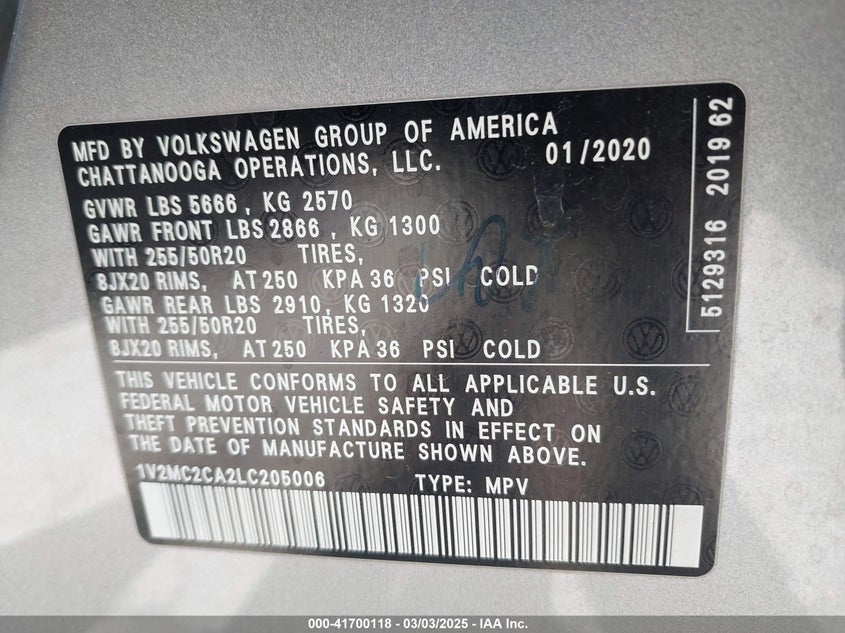 MFD BY VOLKSWAGEN GROUP OF AMERICA
CHATTANOOGA OPERATIONS, LLC. 01/2020
GVWR LBS 5666, KG 2570
GAWR FRONT LBS 2866, KG 1300
WITH 255/50R20 TIRES,
8JX20 RIMS, AT 250 KPA 36 PSI COLD
GAWR REAR LBS 2910, KG 1320
WITH 255/50R20 TIRES,
8JX20 RIMS, AT 250 KPA 36 PSI COLD
THIS VEHICLE CONFORMS TO ALL APPLICABLE U.S.
FEDERAL MOTOR VEHICLE SAFETY AND
THEFT PREVENTION STANDARDS IN EFFECT ON
THE DATE OF MANUFACTURE SHOWN ABOVE.
1V2MC2CA2LC205006 TYPE: MPV
5129316 2019 62
000-41700118 - 03/03/2025 - IAA Inc.